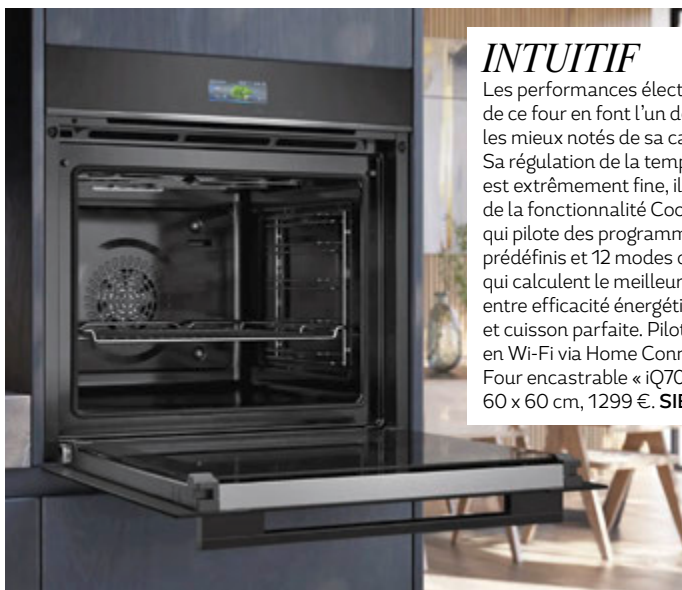 INTUITIF
Les performances élect
de ce four en font l’un d
les mieux notés de sa ca
Sa régulation de la temp
est extrêmement fine, il
de la fonctionnalité Coo
qui pilote des programm
prédéfinis et 12 modes d
qui calculent le meilleur
entre efficacité énergéti
et cuisson parfaite. Pilot
en Wi-Fi via Home Conn
Four encastrable « iQ70
60 x 60 cm, 1299 €. SIE